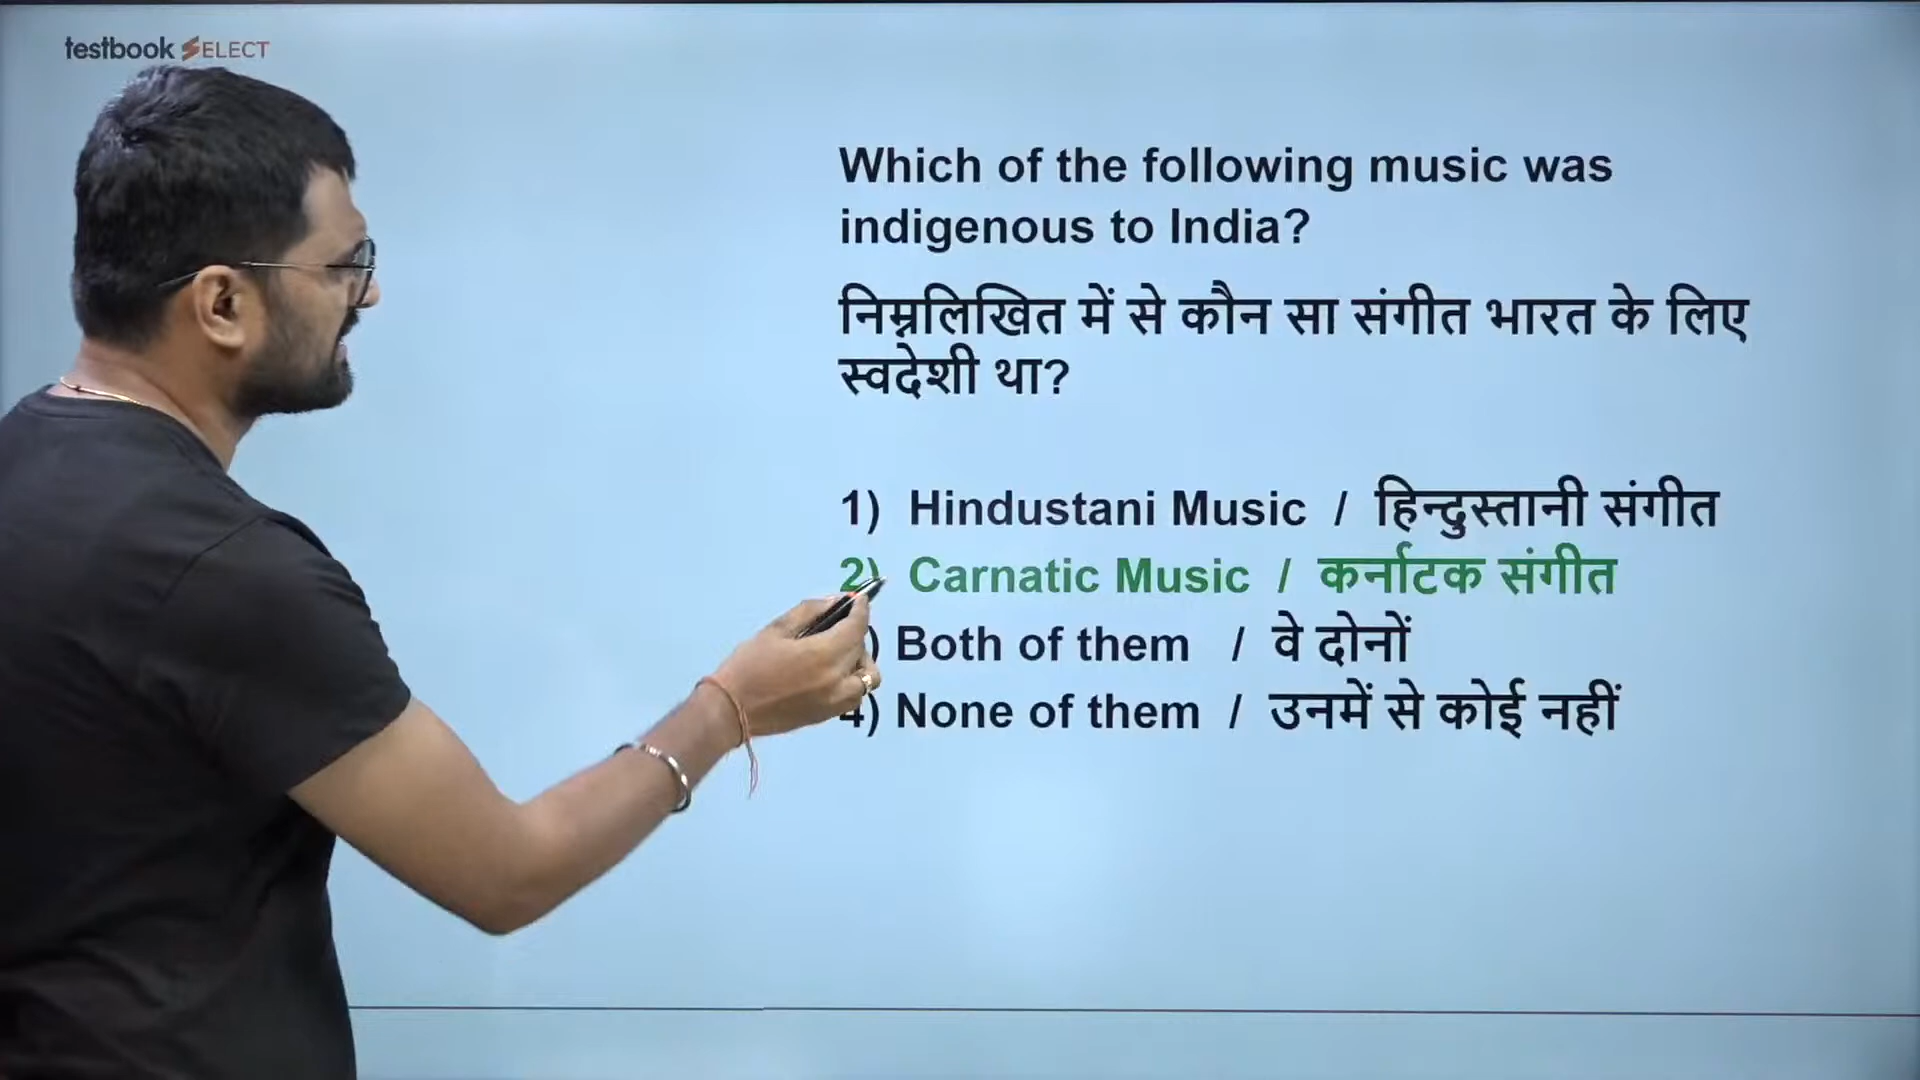 testbook SELECT
Which of the following music was
indigenous to India?
निम्नलिखित में से कौन सा संगीत भारत के लिए
स्वदेशी था?
1) Hindustani Music / हिन्दुस्तानी संगीत
2) Carnatic Music / कर्नाटक संगीत
) Both of them / वे दोनों
4) None of them / उनमें से कोई नहीं